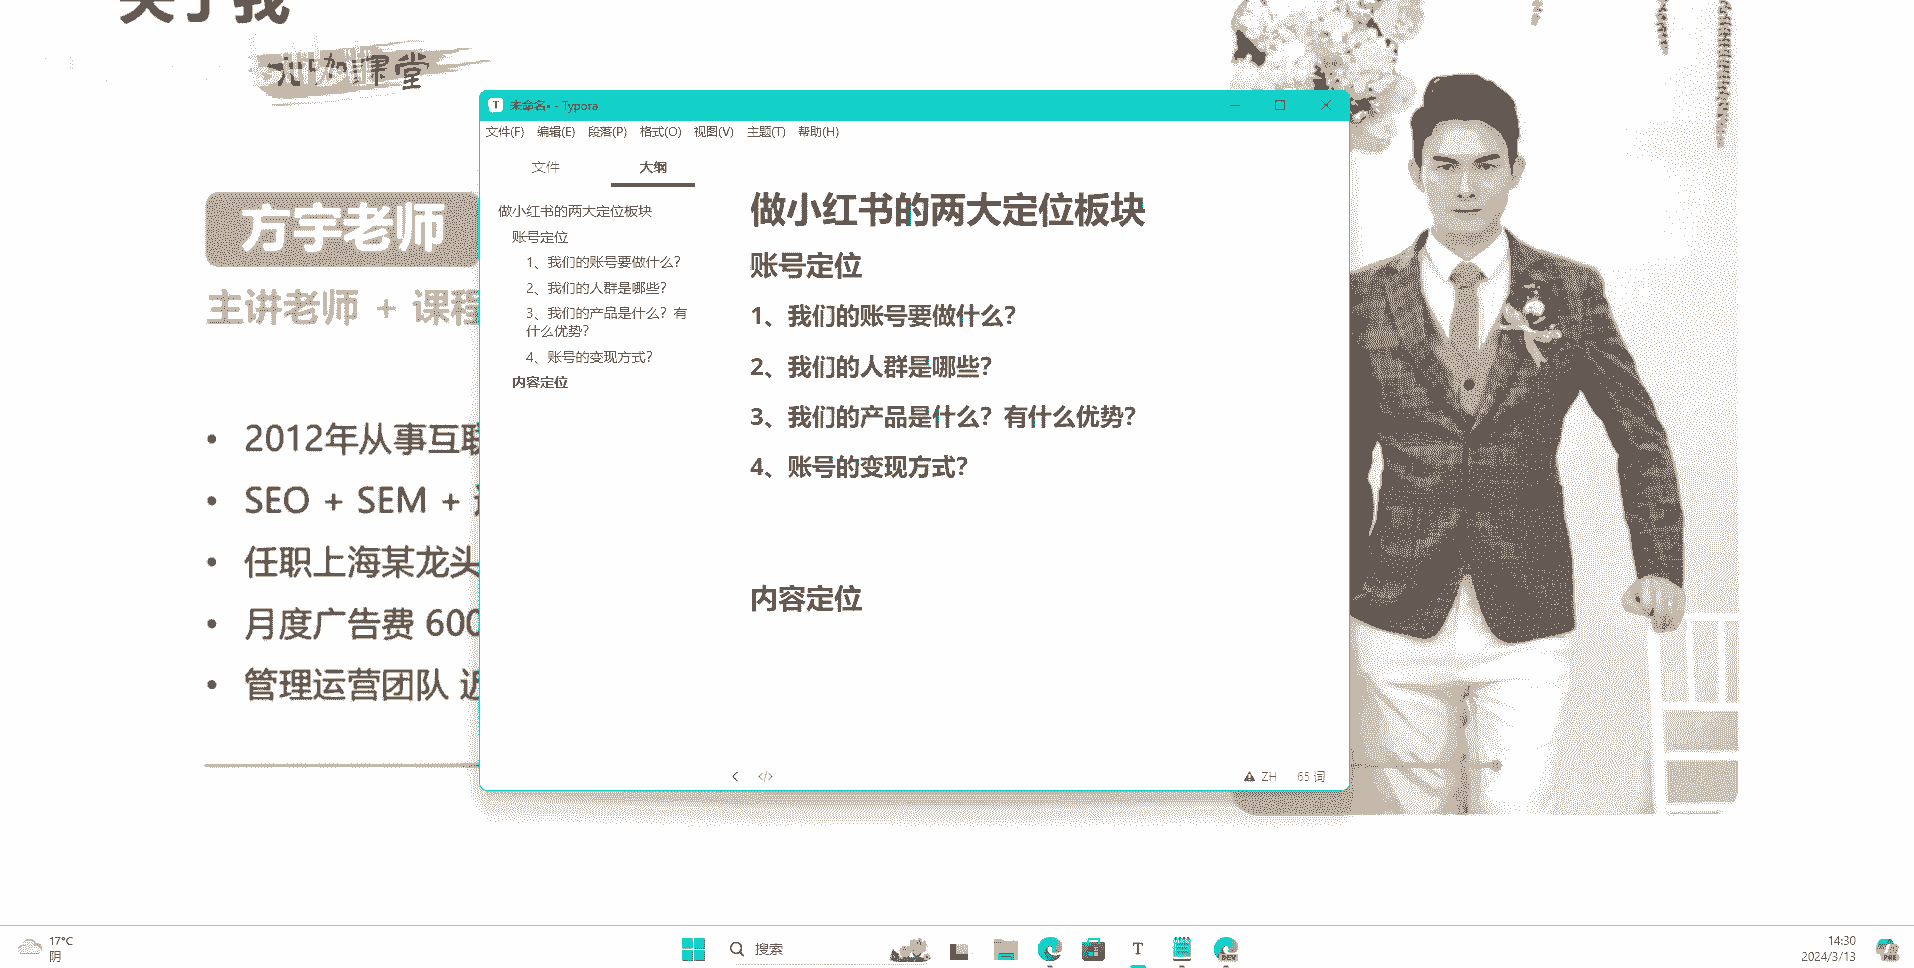 关于我
沁加课堂
方宇老师
主讲老师 + 课程
• 2012年从事互联
• SEO + SEM +
• 任职上海某龙头
• 月度广告费 600
• 管理运营团队 近
未命名• - Typora
文件(F) 编辑(E) 段落(P) 格式(O) 视图(V) 主题(T) 帮助(H)
文件 大纲
做小红书的两大定位板块
账号定位
1、我们的账号要做什么?
2、我们的人群是哪些?
3、我们的产品是什么? 有
什么优势?
4、账号的变现方式?
内容定位
做小红书的两大定位板块
账号定位
1、我们的账号要做什么?
2、我们的人群是哪些?
3、我们的产品是什么? 有什么优势?
4、账号的变现方式?
内容定位
ZH 65 词
17°C
阴
搜索
T
DEV
14:30
2024/3/13
PRE